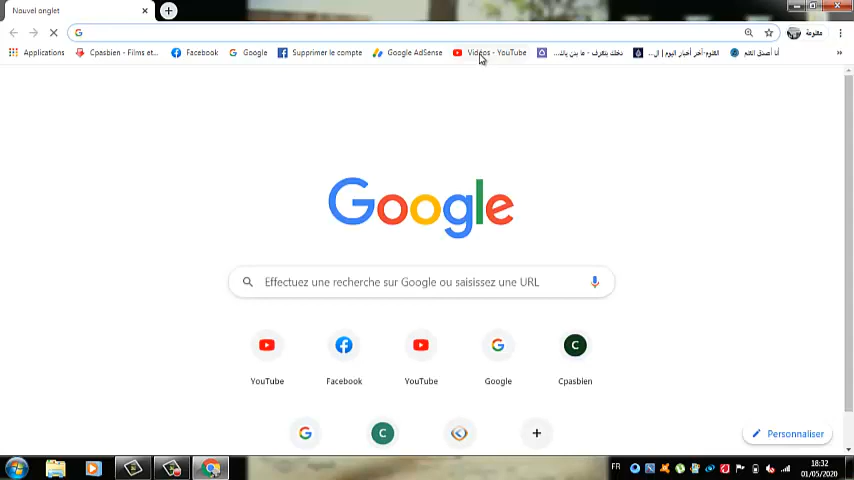 Nouvel onglet
Applications
Cpasbien - Films et...
Facebook
Google
Supprimer le compte
Google AdSense
Vidéos - YouTube
»
Google
Effectuez une recherche sur Google ou saisissez une URL
YouTube
Facebook
YouTube
Google
C
Cpasbien
C
Personnaliser
FR
18:32
01/05/2020